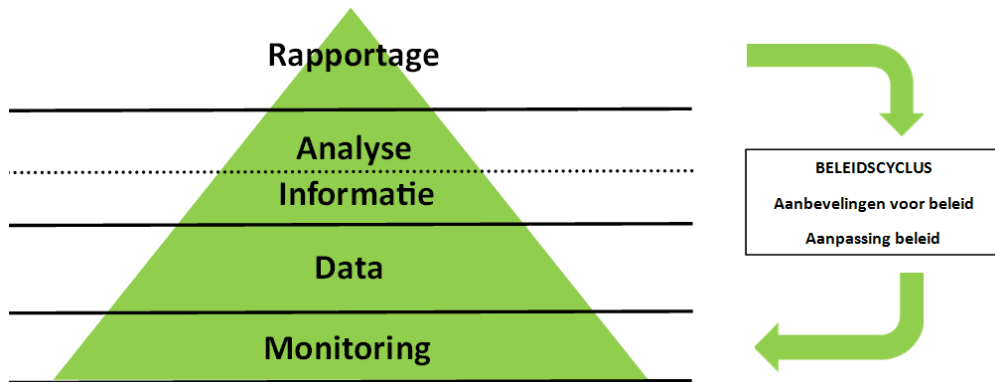 Rapportage
Analyse
Informatie
Data
Monitoring
BELEIDSCYCLUS
Aanbevelingen voor beleid
Aanpassing beleid